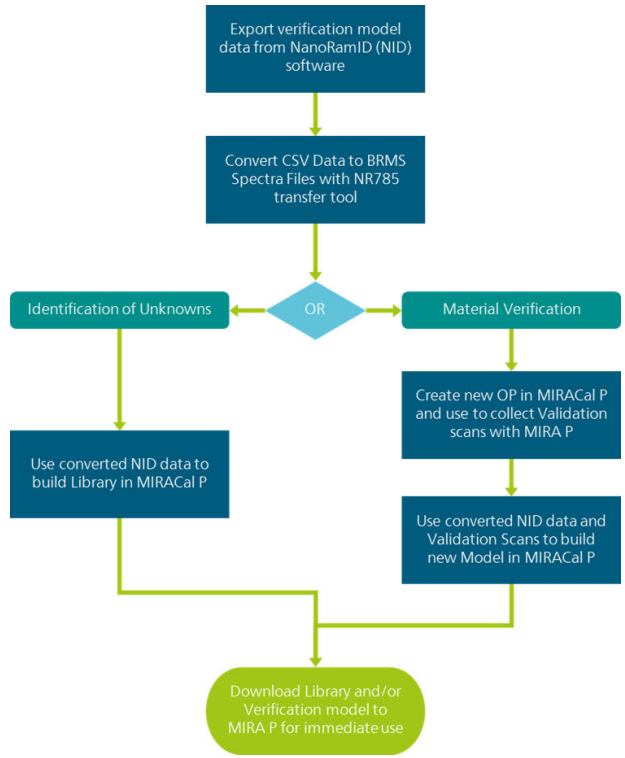 Export verification model
data from NanoRamID (NID)
software
Convert CSV Data to BRMS
Spectra Files with NR785
transfer tool
Identification of Unknowns
OR
Material Verification
Create new OP in MIRACal P
and use to collect Validation
scans with MIRA P
Use converted NID data to
build Library in MIRACal P
Use converted NID data and
Validation Scans to build
new Model in MIRACal P
Download Library and/or
Verification model to
MIRA P for immediate use